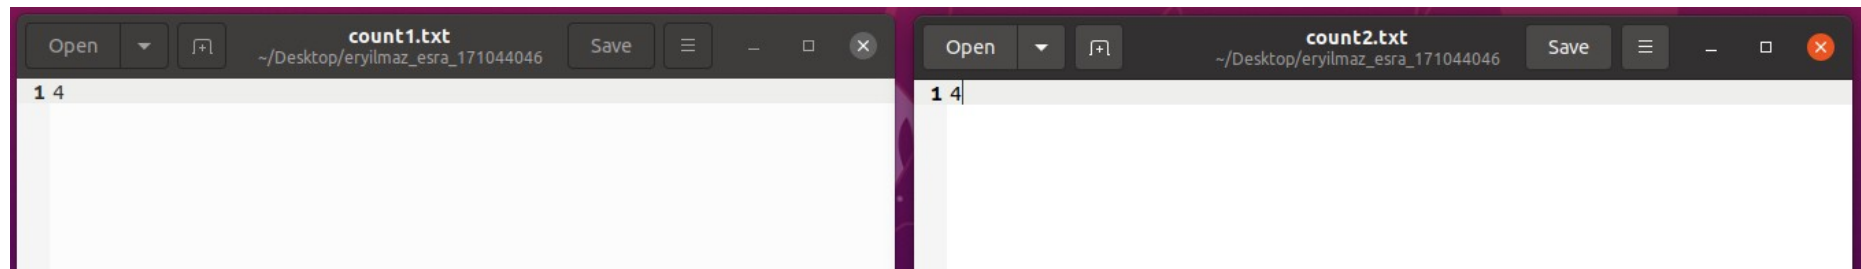 Open
count1.txt
~/Desktop/eryilmaz_esra_171044046
Save
1 4
Open
count2.txt
~/Desktop/eryilmaz_esra_171044046
Save
1 4